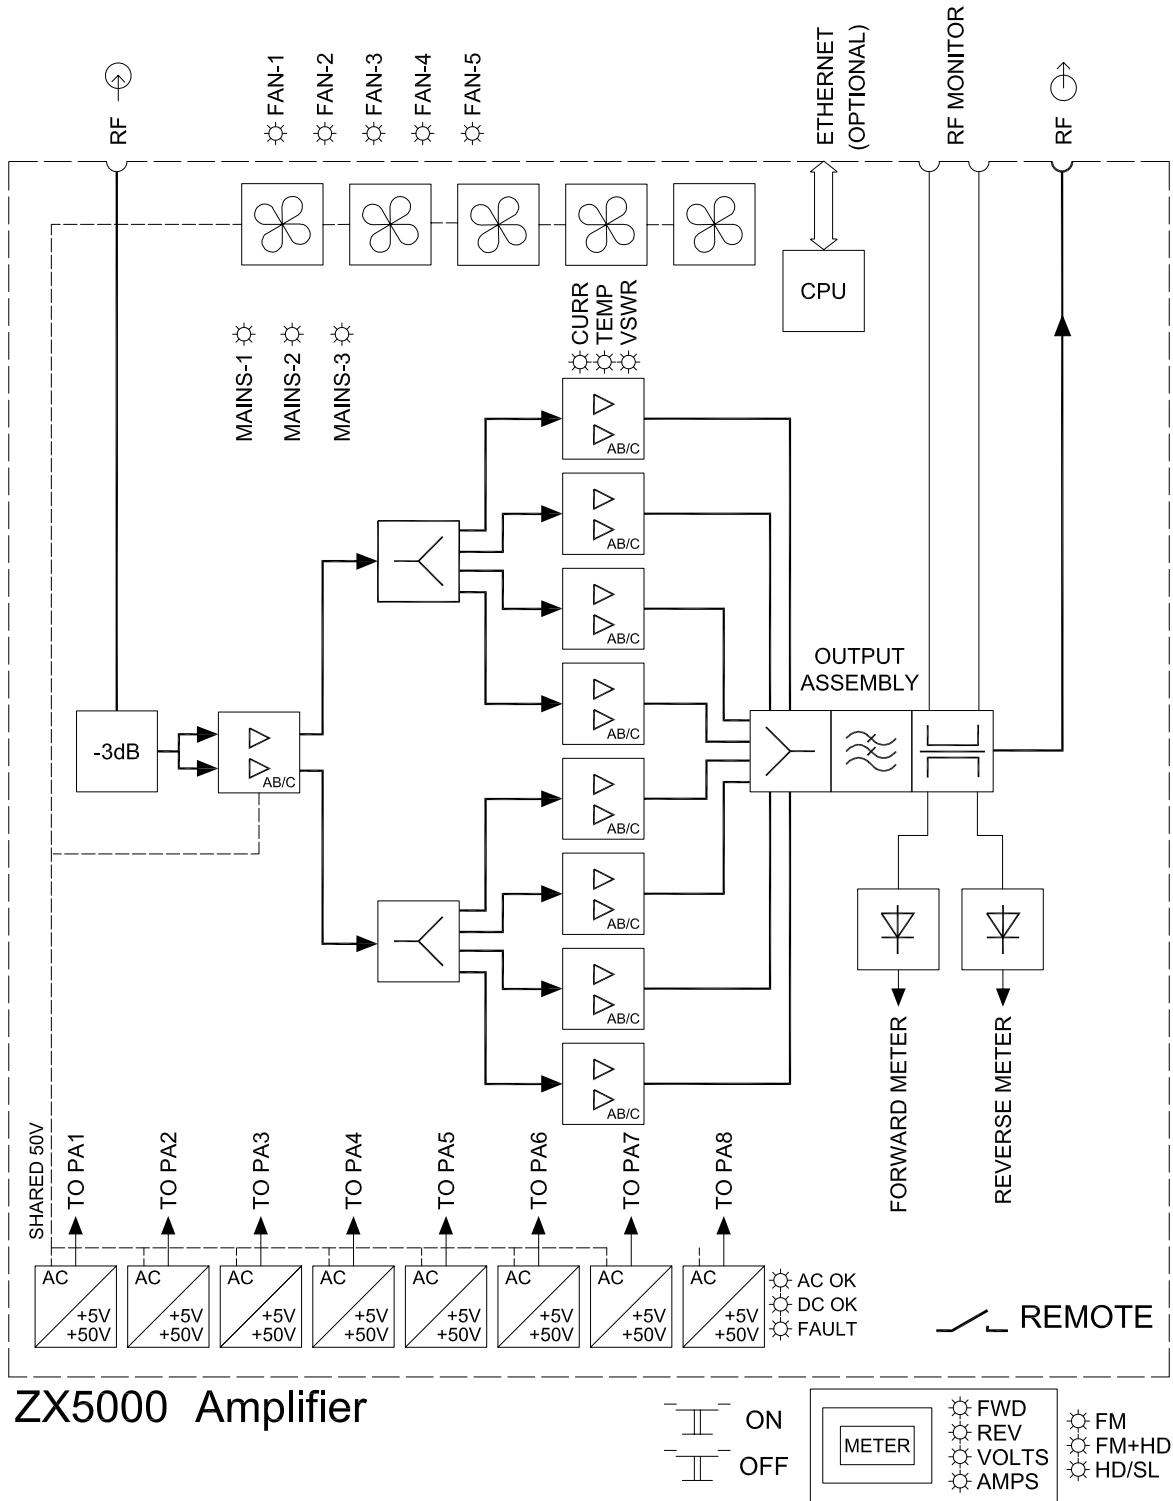 RF
FAN-1
FAN-2
FAN-3
FAN-4
FAN-5
ETHERNET
(OPTIONAL)
RF MONITOR
RF
CPU
MAINS-1
MAINS-2
MAINS-3
CURR
TEMP
VSWR
AB/C
AB/C
AB/C
AB/C
OUTPUT
ASSEMBLY
-3dB
AB/C
AB/C
AB/C
AB/C
AB/C
FORWARD METER
REVERSE METER
SHARED 50V
TO PA1
TO PA2
TO PA3
TO PA4
TO PA5
TO PA6
TO PA7
TO PA8
AC
+5V
+50V
AC
+5V
+50V
AC
+5V
+50V
AC
+5V
+50V
AC
+5V
+50V
AC
+5V
+50V
AC
+5V
+50V
AC
+5V
+50V
AC OK
DC OK
FAULT
REMOTE
ZX5000 Amplifier
ON
OFF
METER
FWD
REV
VOLTS
AMPS
FM
FM+HD
HD/SL